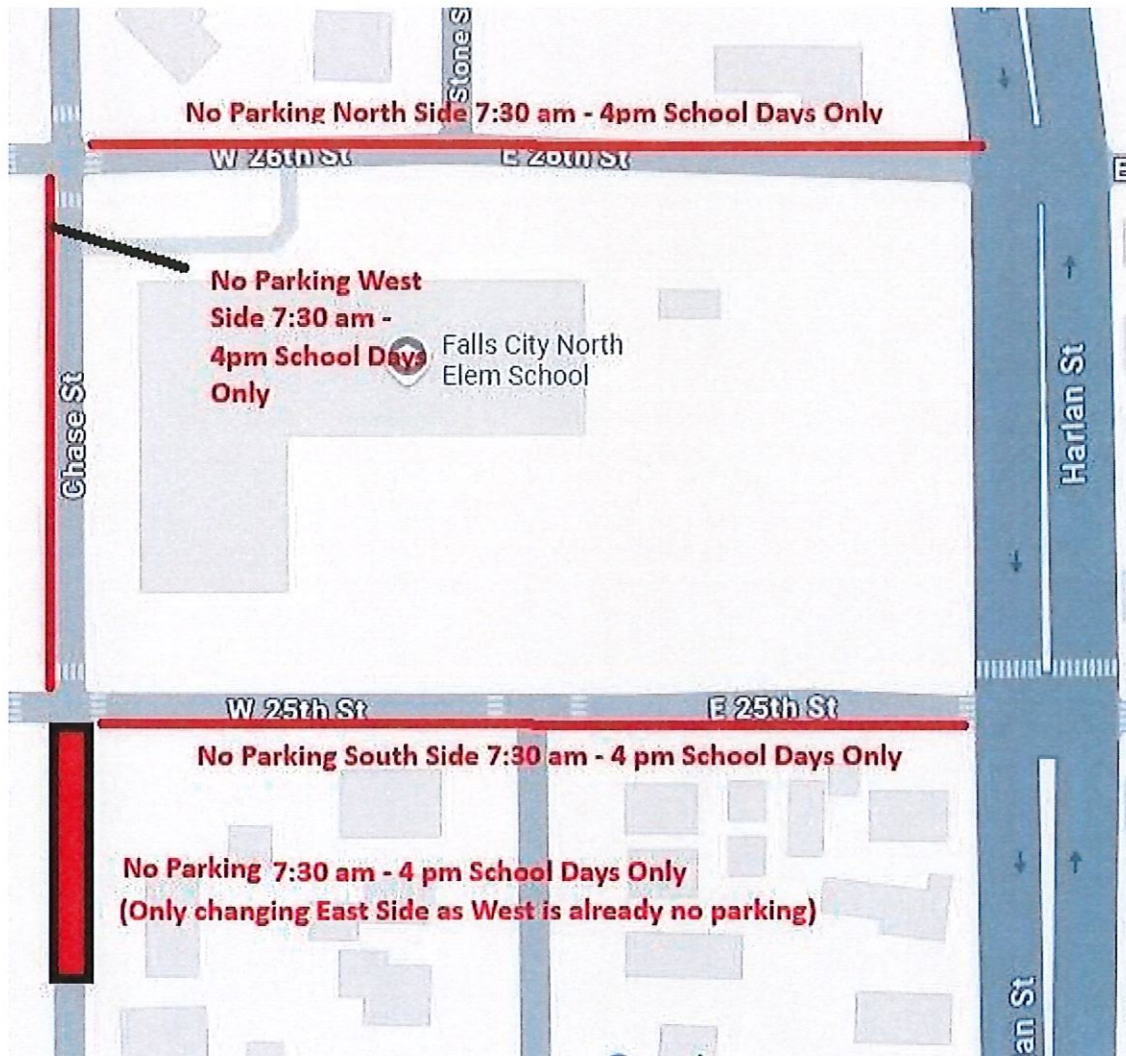 Stone S
No Parking North Side 7:30 am - 4pm School Days Only
W 26th St
E 26th St
E
No Parking West
Side 7:30 am -
4pm School Days
Only
Falls City North
Elem School
Chase St
Harlan St
W 25th St
E 25th St
No Parking South Side 7:30 am - 4 pm School Days Only
No Parking 7:30 am - 4 pm School Days Only
(Only changing East Side as West is already no parking)
an St